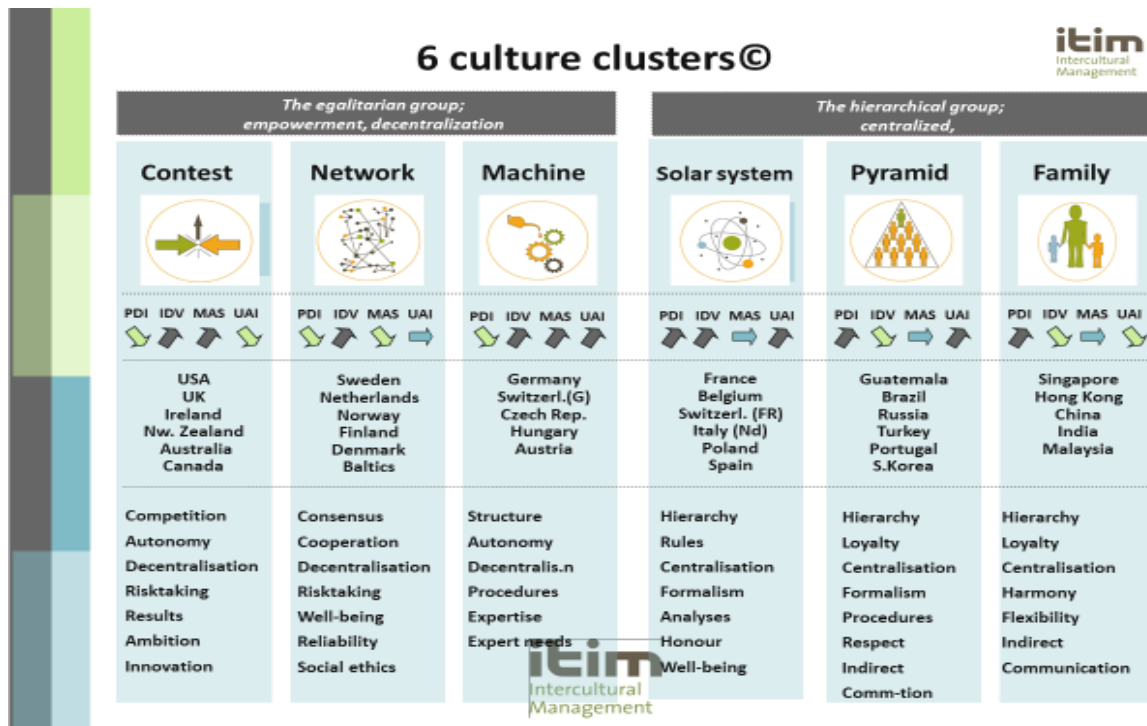 6 culture clusters©
itim
Intercultural
Management
The egalitarian group;
empowerment, decentralization
The hierarchical group;
centralized,
Contest
Network
Machine
Solar system
Pyramid
Family
PDI IDV MAS UAI
PDI IDV MAS UAI
PDI IDV MAS UAI
PDI IDV MAS UAI
PDI IDV MAS UAI
PDI IDV MAS UAI
USA
UK
Ireland
Nw. Zealand
Australia
Canada
Sweden
Netherlands
Norway
Finland
Denmark
Baltics
Germany
Switzerl.(G)
Czech Rep.
Hungary
Austria
France
Belgium
Switzerl. (FR)
Italy (Nd)
Poland
Spain
Guatemala
Brazil
Russia
Turkey
Portugal
S.Korea
Singapore
Hong Kong
China
India
Malaysia
Competition
Autonomy
Decentralisation
Risktaking
Results
Ambition
Innovation
Consensus
Cooperation
Decentralisation
Risktaking
Well-being
Reliability
Social ethics
Structure
Autonomy
Decentralis.n
Procedures
Expertise
Expert needs
Hierarchy
Rules
Centralisation
Formalism
Analyses
Honour
Well-being
Hierarchy
Loyalty
Centralisation
Formalism
Procedures
Respect
Indirect
Comm-tion
Hierarchy
Loyalty
Centralisation
Harmony
Flexibility
Indirect
Communication
itim
Intercultural
Management